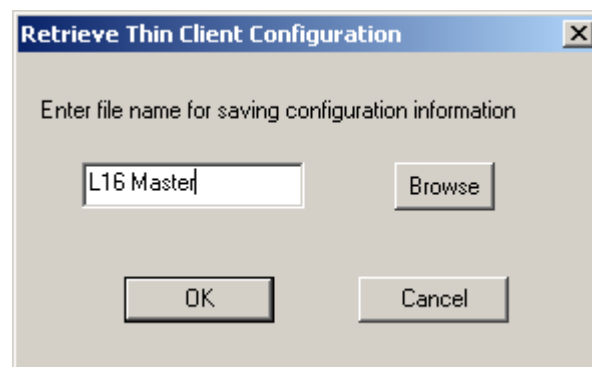 Retrieve Thin Client Configuration
Enter file name for saving configuration information
L16 Master
Browse
OK
Cancel